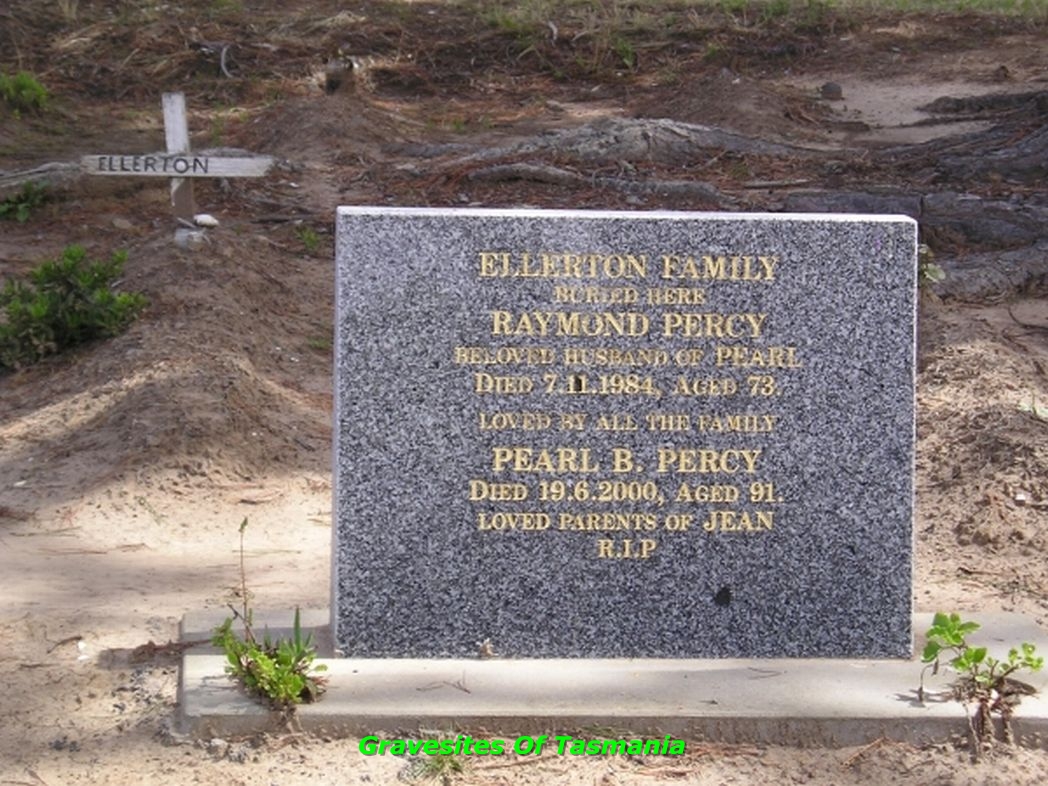 ELLERTON
ELLERTON FAMILY
BURIED HERE
RAYMOND PERCY
BELOVED HUSBAND OF PEARL
DIED 7.11.1984, AGED 73.
LOVED BY ALL THE FAMILY
PEARL B. PERCY
DIED 19.6.2000, AGED 91.
LOVED PARENTS OF JEAN
R.I.P
Gravesites Of Tasmania